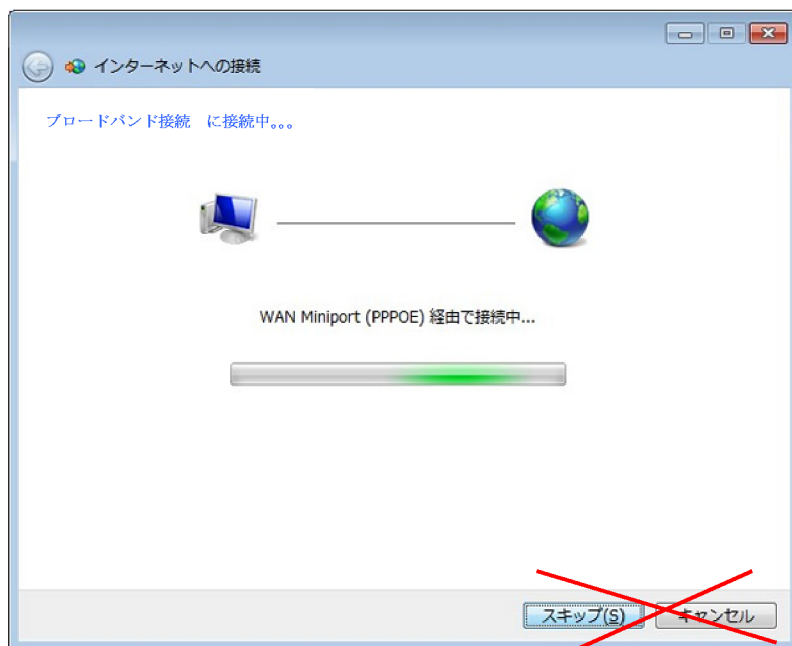 インターネットへの接続
ブロードバンド接続　に接続中。。。
WAN Miniport (PPPOE) 経由で接続中...
スキップ(S)
キャンセル